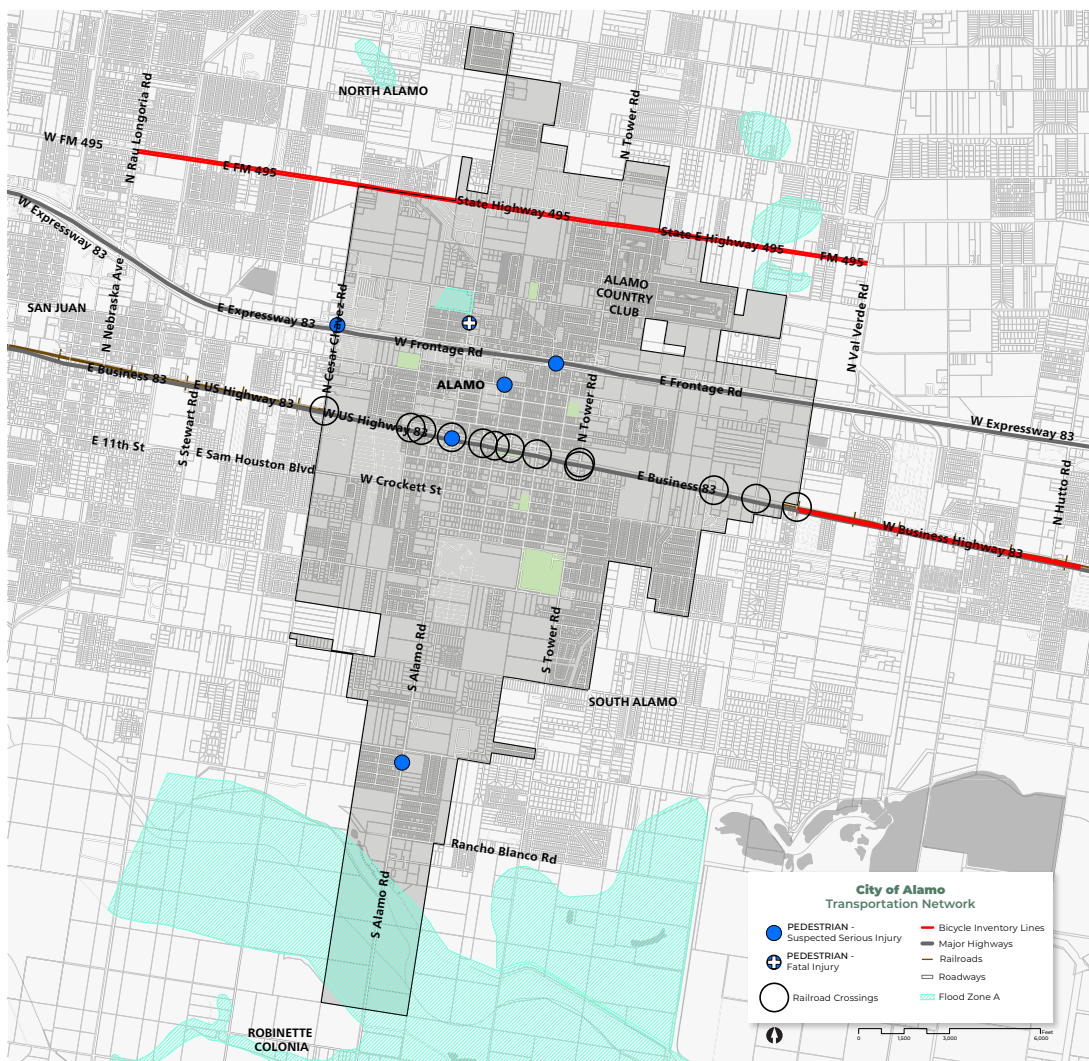 NORTH ALAMO
N Tower Rd
N Rau Longoria Rd
W FM 495
E FM 495
State Highway 495
State E Highway 495
FM 495
W Expressway 83
ALAMO
COUNTRY
CLUB
SAN JUAN
N Nebraska Ave
E Expressway 83
N Cesar Chavez Rd
N Val Verde Rd
W Frontage Rd
E Business 83
E US Highway 83
ALAMO
E Frontage Rd
N Tower Rd
W US Highway 83
W Expressway 83
S Stewart Rd
E 11th St
E Sam Houston Blvd
W Crockett St
E Business 83
N Hutto Rd
W Business Highway 83
S Alamo Rd
S Tower Rd
SOUTH ALAMO
Rancho Blanco Rd
S Alamo Rd
ROBINETTE
COLONIA
City of Alamo
Transportation Network
PEDESTRIAN -
Suspected Serious Injury
PEDESTRIAN -
Fatal Injury
Railroad Crossings
Bicycle Inventory Lines
Major Highways
Railroads
Roadways
Flood Zone A
Feet
0 1,500 3,000 6,000